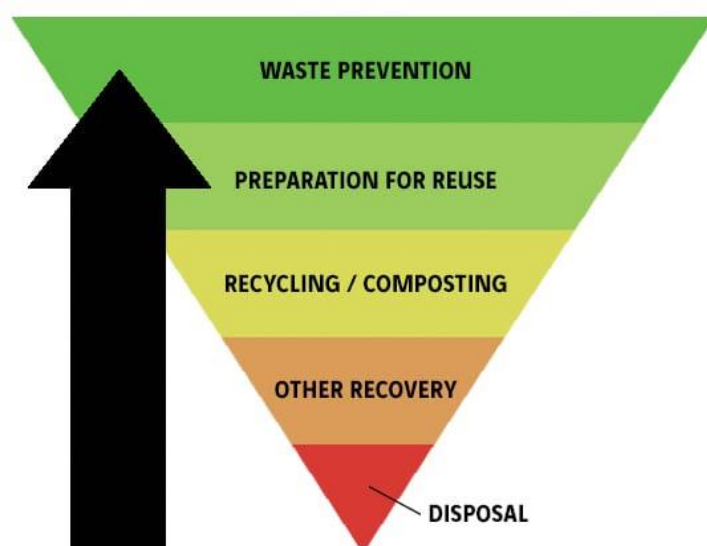 WASTE PREVENTION
PREPARATION FOR REUSE
RECYCLING / COMPOSTING
OTHER RECOVERY
DISPOSAL